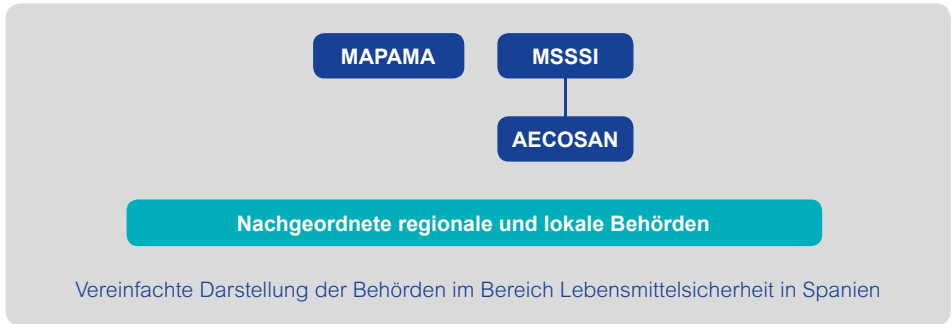 MAPAMA MSSSI
AECOSAN
Nachgeordnete regionale und lokale Behörden
Vereinfachte Darstellung der Behörden im Bereich Lebensmittelsicherheit in Spanien